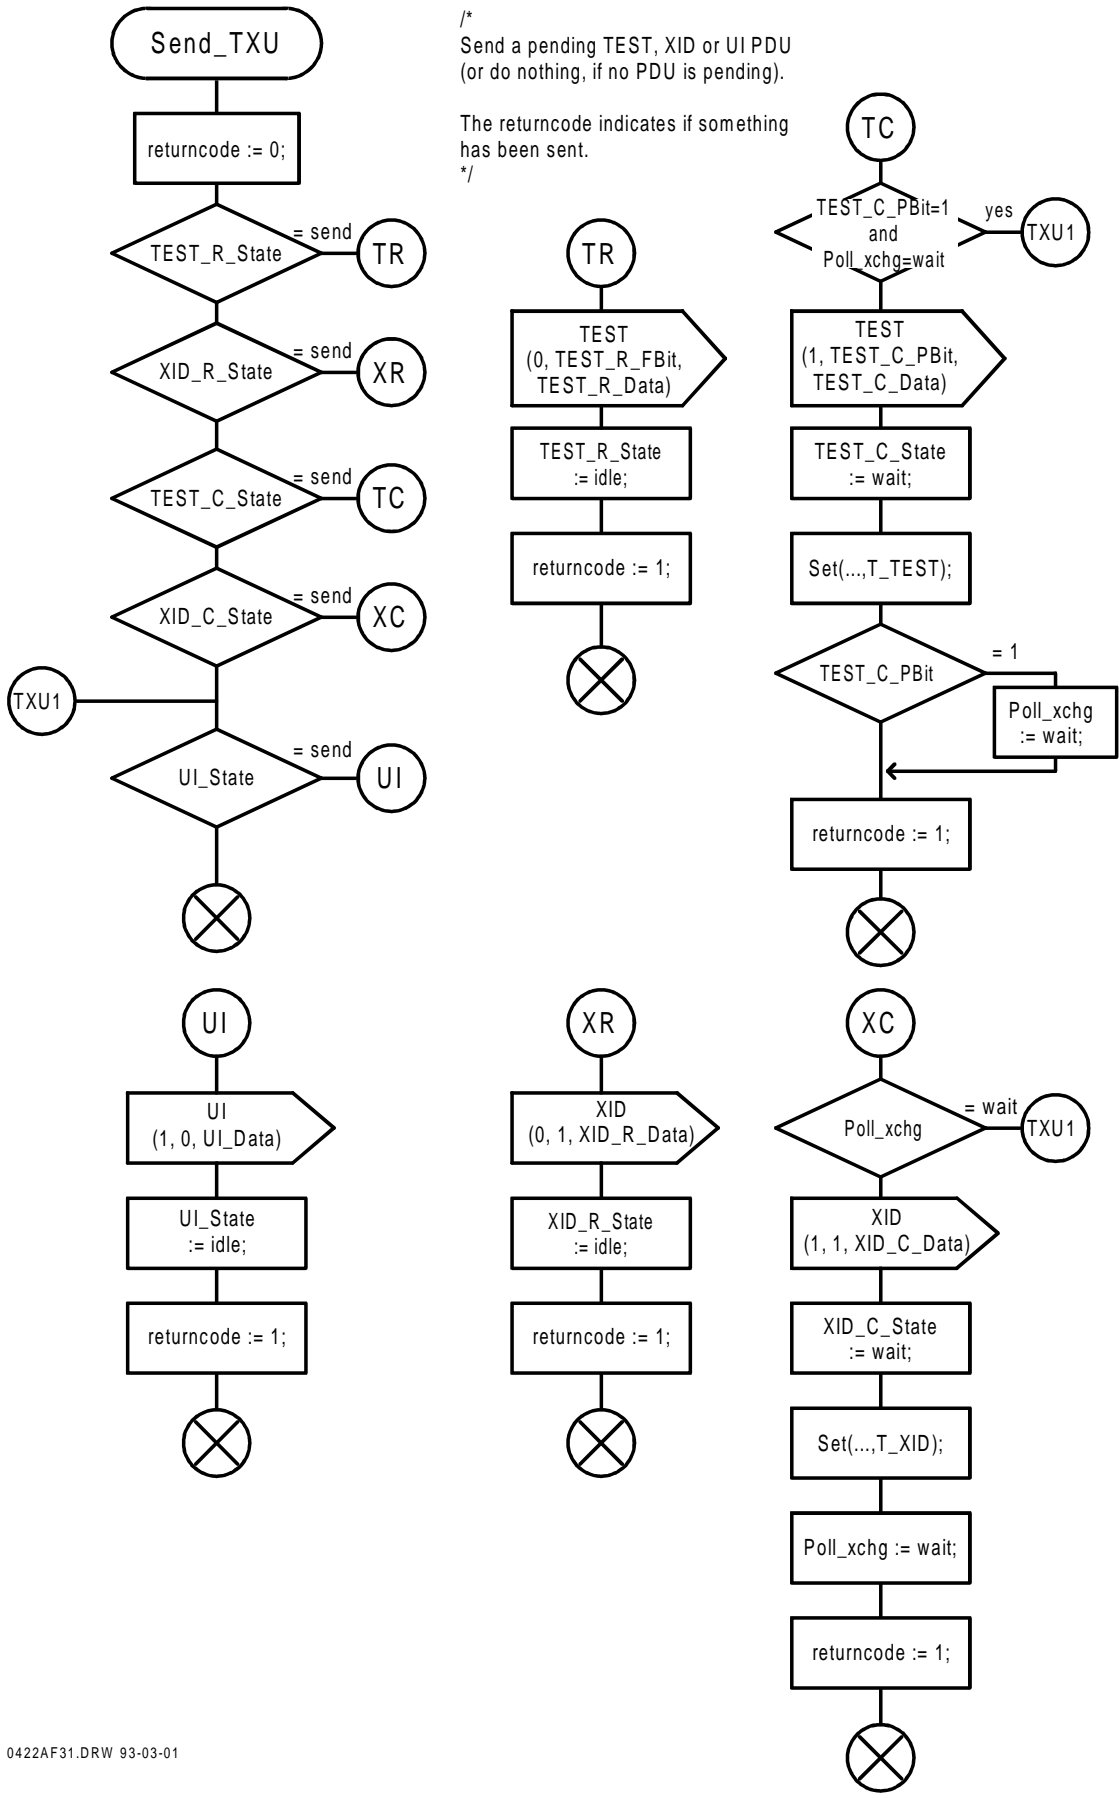 Send_TXU
returncode := 0;
TEST_R_State
= send
TR
XID_R_State
= send
XR
TEST_C_State
= send
TC
XID_C_State
= send
XC
TXU1
UI_State
= send
UI
/*
Send a pending TEST, XID or UI PDU
(or do nothing, if no PDU is pending).
The returncode indicates if something
has been sent.
*/
TR
TEST
(0, TEST_R_FBit,
TEST_R_Data)
TEST_R_State
:= idle;
returncode := 1;
TC
TEST_C_PBit=1
and
Poll_xchg=wait
yes
TXU1
TEST
(1, TEST_C_PBit,
TEST_C_Data)
TEST_C_State
:= wait;
Set(...,T_TEST);
TEST_C_PBit
= 1
Poll_xchg
:= wait;
returncode := 1;
UI
UI
(1, 0, UI_Data)
UI_State
:= idle;
returncode := 1;
XR
XID
(0, 1, XID_R_Data)
XID_R_State
:= idle;
returncode := 1;
XC
Poll_xchg
= wait
TXU1
XID
(1, 1, XID_C_Data)
XID_C_State
:= wait;
Set(...,T_XID);
Poll_xchg := wait;
returncode := 1;
0422AF31.DRW 93-03-01